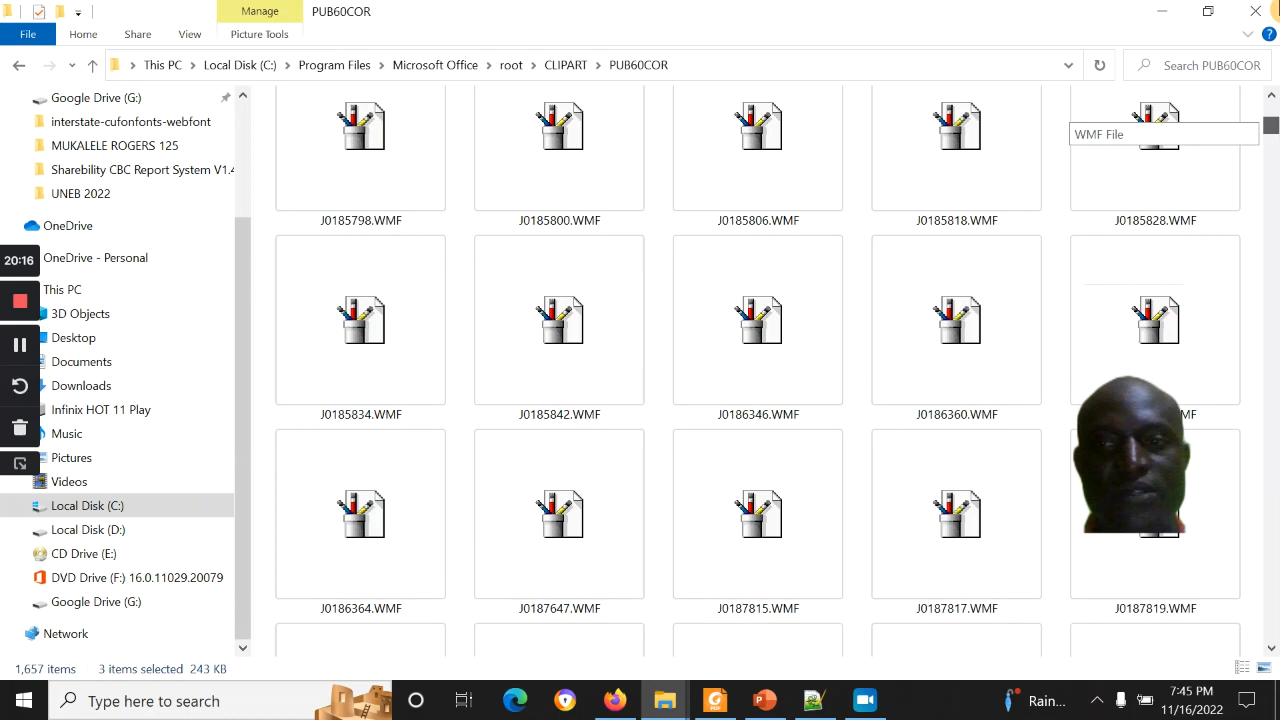 Manage
PUB60COR
File
Home
Share
View
Picture Tools
This PC
Local Disk (C:)
Program Files
Microsoft Office
root
CLIPART
PUB60COR
Search PUB60COR
Google Drive (G:)
interstate-cufonfonts-webfont
MUKALELE ROGERS 125
Sharability CBC Report System V1.4
UNEB 2022
OneDrive
OneDrive - Personal
This PC
3D Objects
Desktop
Documents
Downloads
Infinix HOT 11 Play
Music
Pictures
Videos
Local Disk (C:)
Local Disk (D:)
CD Drive (E:)
DVD Drive (F:) 16.0.11029.20079
Google Drive (G:)
Network
20:16
WMF File
J0185798.WMF
J0185800.WMF
J0185806.WMF
J0185818.WMF
J0185828.WMF
J0185834.WMF
J0185842.WMF
J0186346.WMF
J0186360.WMF
MF
J0186364.WMF
J0187647.WMF
J0187815.WMF
J0187817.WMF
J0187819.WMF
1,657 items
3 items selected 243 KB
Type here to search
Rain...
7:45 PM
11/16/2022